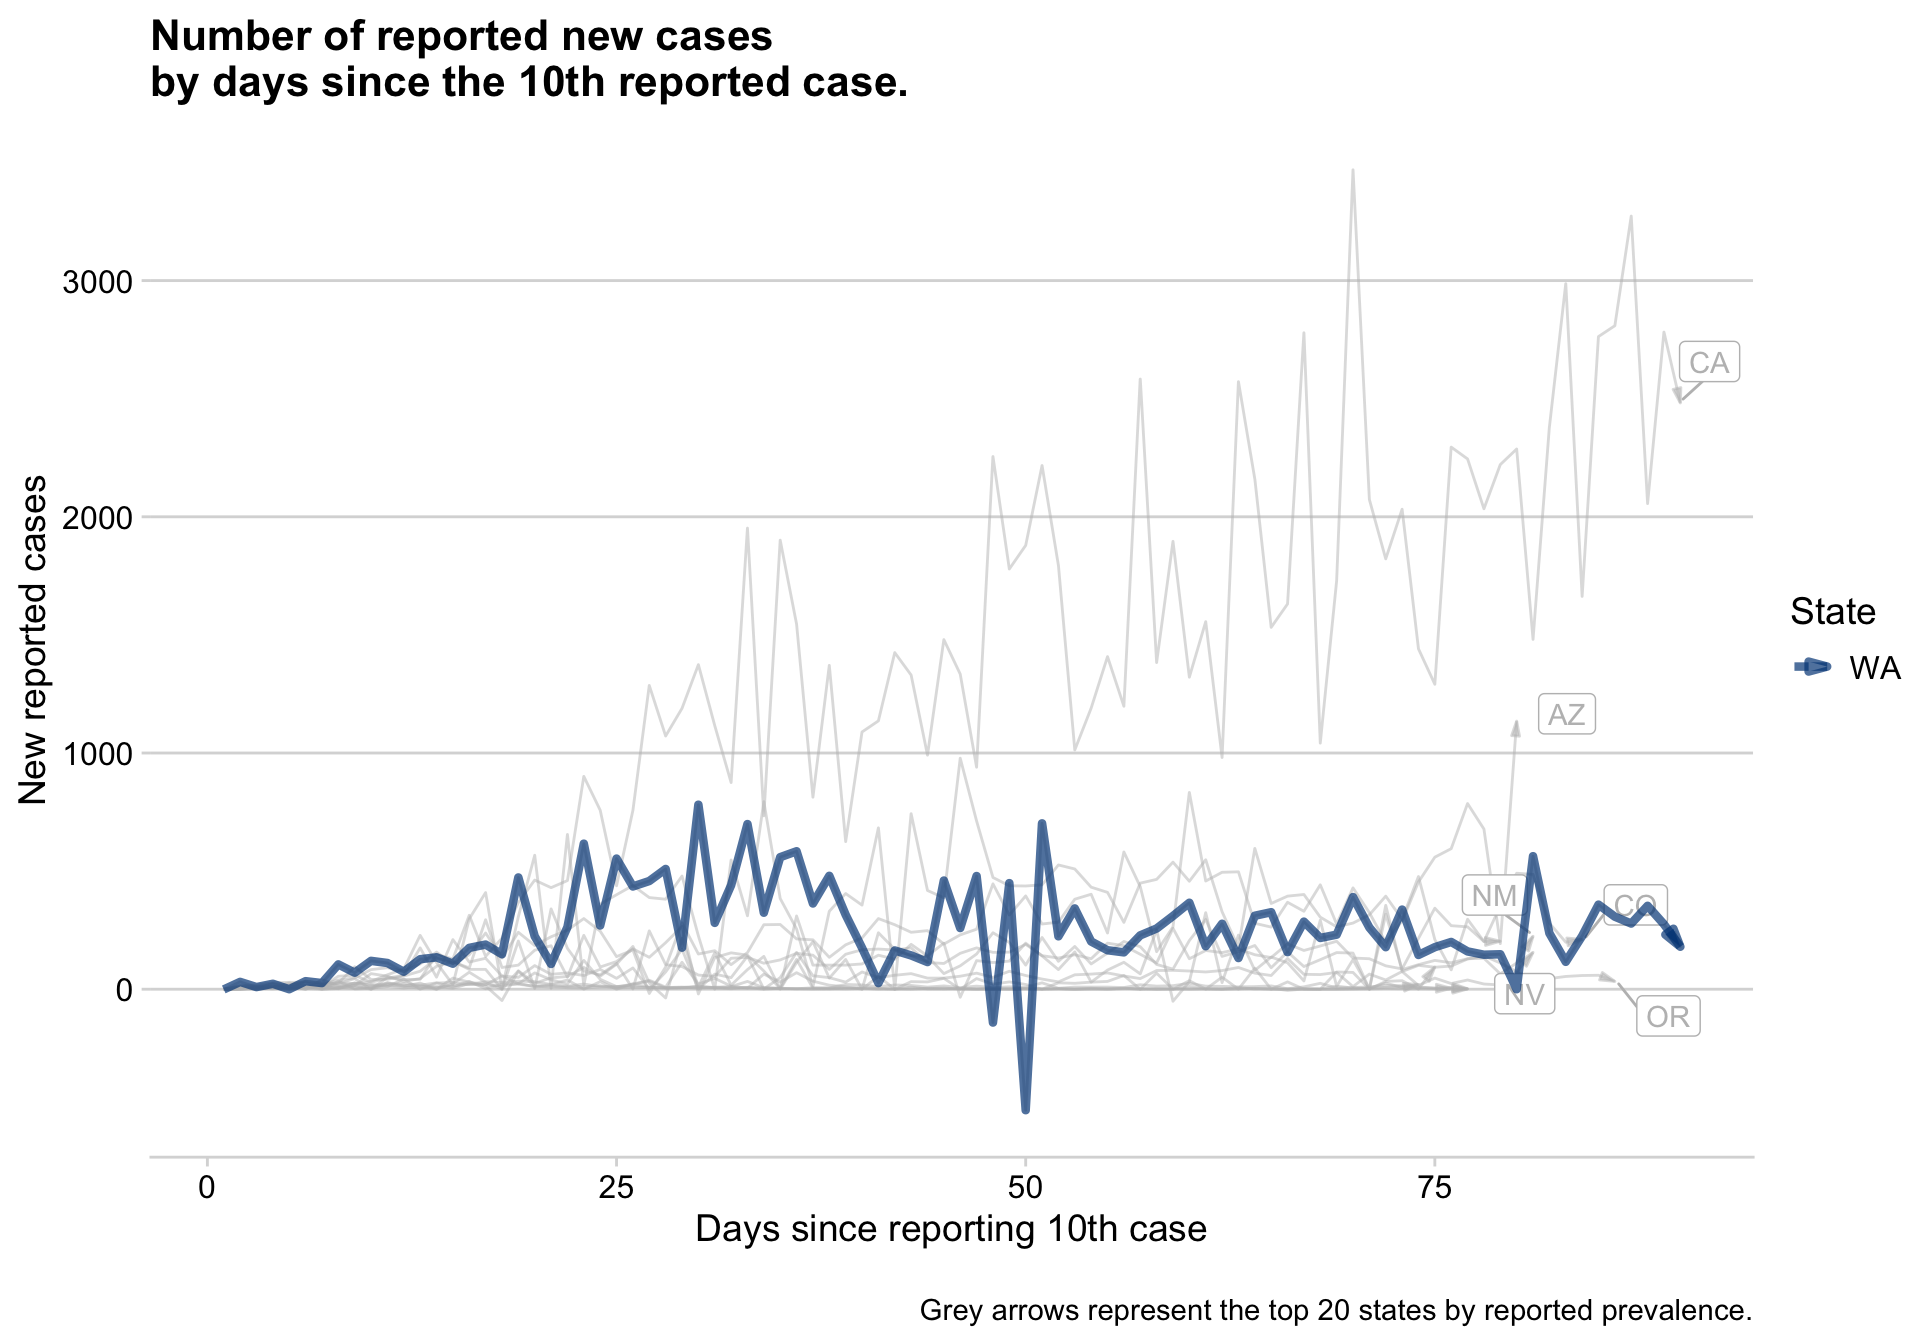 Number of reported new cases
by days since the 10th reported case.
New reported cases
3000
2000
1000
0
CA
AZ
NM
CO
NV
OR
State
WA
0
25
50
75
Days since reporting 10th case
Grey arrows represent the top 20 states by reported prevalence.